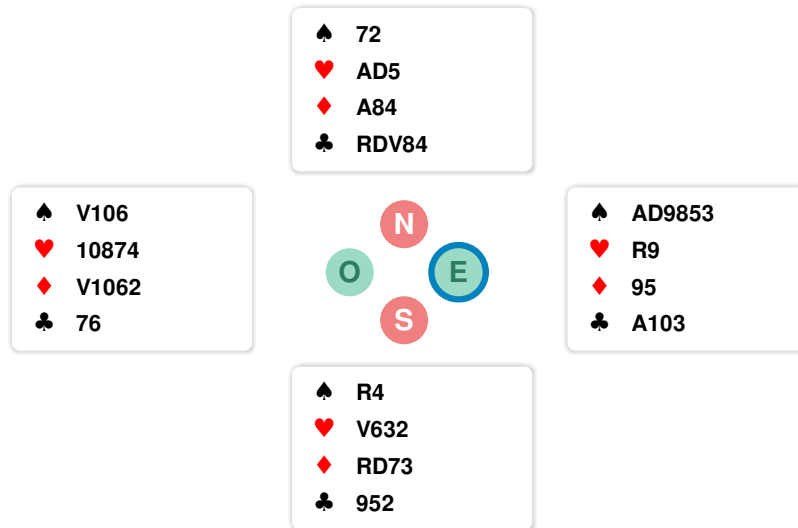 ♠ 72
♥ AD5
♦ A84
♣ RDV84
♠ V106
♥ 10874
♦ V1062
♣ 76
N
O E
S
♠ AD9853
♥ R9
♦ 95
♣ A103
♠ R4
♥ V632
♦ RD73
♣ 952